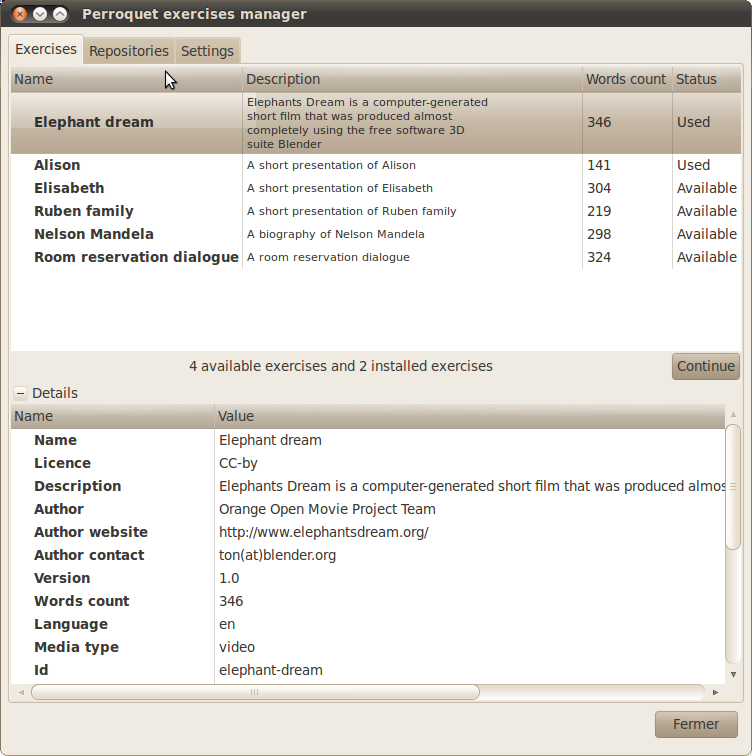 Perroquet exercises manager
Exercises Repositories Settings
Name Description Words count Status
Elephant dream Elephants Dream is a computer-generated short film that was produced almost completely using the free software 3D suite Blender 346 Used
Alison A short presentation of Alison 141 Used
Elisabeth A short presentation of Elisabeth 304 Available
Ruben family A short presentation of Ruben family 219 Available
Nelson Mandela A biography of Nelson Mandela 298 Available
Room reservation dialogue A room reservation dialogue 324 Available
4 available exercises and 2 installed exercises Continue
Details
Name Value
Name Elephant dream
Licence CC-by
Description Elephants Dream is a computer-generated short film that was produced almos
Author Orange Open Movie Project Team
Author website http://www.elephantsdream.org/
Author contact ton(at)blender.org
Version 1.0
Words count 346
Language en
Media type video
Id elephant-dream
Fermer